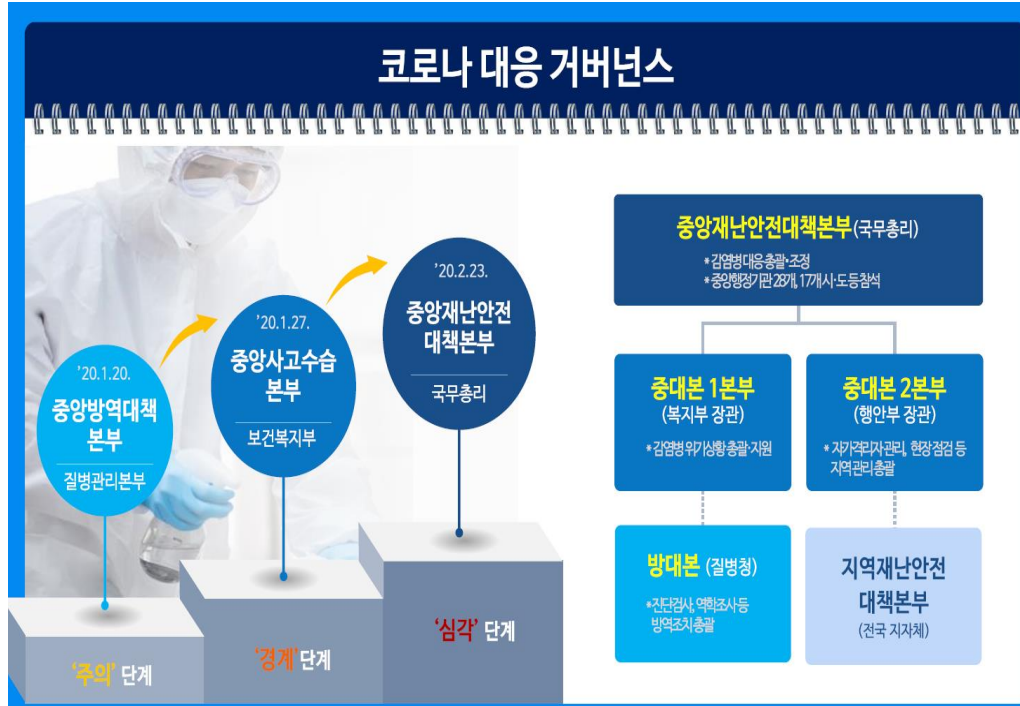 코로나 대응 거버넌스
'20.1.20.
중앙방역대책
본부
질병관리본부
'주의' 단계
'20.1.27.
중앙사고수습
본부
보건복지부
'경계' 단계
'20.2.23.
중앙재난안전
대책본부
국무총리
'심각' 단계
중앙재난안전대책본부(국무총리)
* 감염병 대응 총괄·조정
* 중앙행정기관 28개, 17개 시·도 등 참석
중대본 1본부
(복지부 장관)
* 감염병 위기상황 총괄·지원
중대본 2본부
(행안부 장관)
* 자가격리자 관리, 현장 점검 등
지역 관리 총괄
방대본 (질병청)
* 진단검사, 역학조사 등
방역조치 총괄
지역재난안전
대책본부
(전국 지자체)